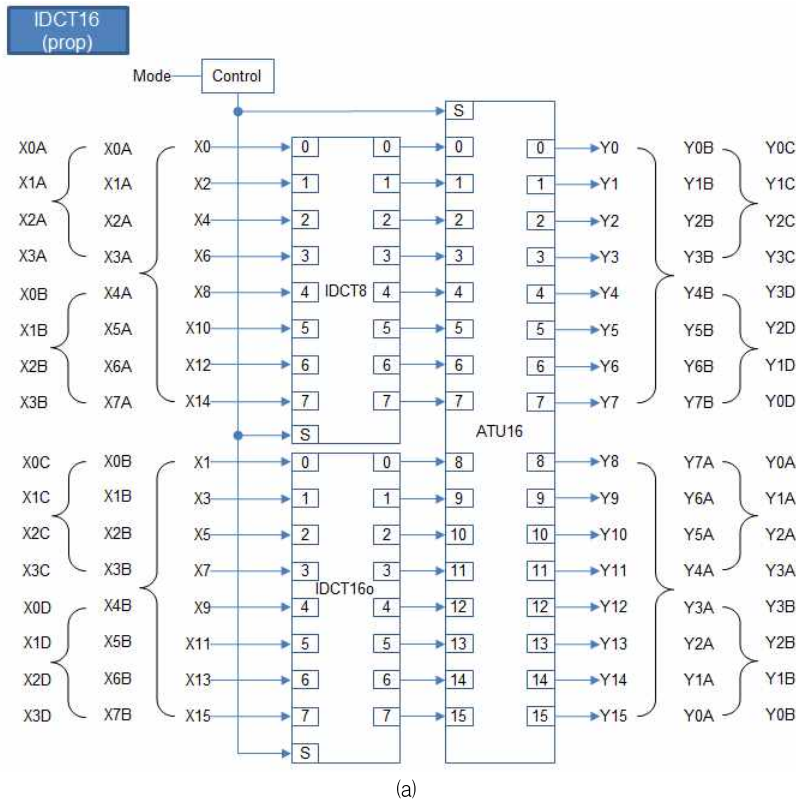 IDCT16
(prop)
Mode Control
S
X0A X0A X0 0 0 0 0 Y0 Y0B Y0C
X1A X1A X2 1 1 1 1 Y1 Y1B Y1C
X2A X2A X4 2 2 2 2 Y2 Y2B Y2C
X3A X3A X6 3 3 3 3 Y3 Y3B Y3C
IDCT8
X0B X4A X8 4 4 4 4 Y4 Y4B Y3D
X1B X5A X10 5 5 5 5 Y5 Y5B Y2D
X2B X6A X12 6 6 6 6 Y6 Y6B Y1D
X3B X7A X14 7 7 7 7 Y7 Y7B Y0D
S ATU16
X0C X0B X1 0 0 8 8 Y8 Y7A Y0A
X1C X1B X3 1 1 9 9 Y9 Y6A Y1A
X2C X2B X5 2 2 10 10 Y10 Y5A Y2A
X3C X3B X7 3 3 11 11 Y11 Y4A Y3A
IDCT16o
X0D X4B X9 4 4 12 12 Y12 Y3A Y3B
X1D X5B X11 5 5 13 13 Y13 Y2A Y2B
X2D X6B X13 6 6 14 14 Y14 Y1A Y1B
X3D X7B X15 7 7 15 15 Y15 Y0A Y0B
S
(a)